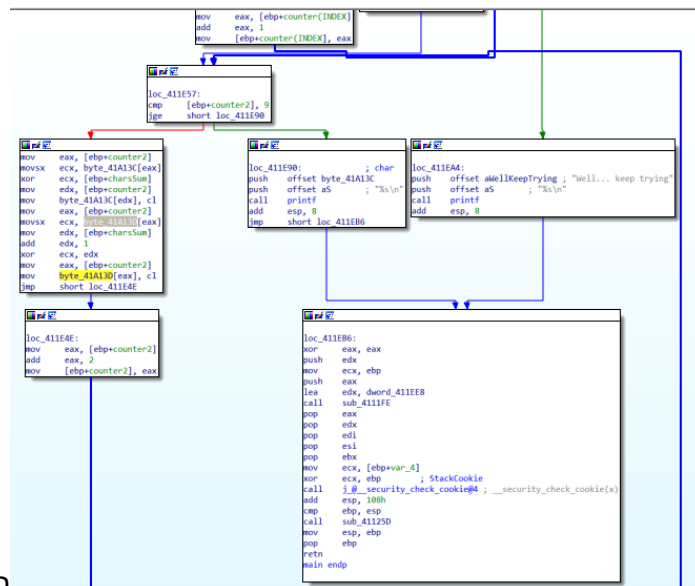 mov eax, [ebp+counter(INDEX]
add eax, 1
mov [ebp+counter(INDEX], eax
loc_411E57:
cmp [ebp+counter2], 9
jge short loc_411E90
mov eax, [ebp+counter2]
movsx ecx, byte_41A13C[eax]
xor ecx, [ebp+charsSum]
mov edx, [ebp+counter2]
mov byte_41A13C[edx], cl
mov eax, [ebp+counter2]
movsx ecx, byte_41A13D[eax]
mov edx, [ebp+charsSum]
add edx, 1
xor ecx, edx
mov eax, [ebp+counter2]
mov byte_41A13D[eax], cl
jmp short loc_411E4E
loc_411E90: ; char
push offset byte_41A13C
push offset aS ; "%s\n"
call printf
add esp, 8
jmp short loc_411EB6
loc_411EA4:
push offset aWellKeepTrying ; "Well... keep trying"
push offset aS ; "%s\n"
call printf
add esp, 8
loc_411E4E:
mov eax, [ebp+counter2]
add eax, 2
mov [ebp+counter2], eax
loc_411EB6:
xor eax, eax
push edx
mov ecx, ebp
push eax
lea edx, dword_411EE8
call sub_4111FE
pop eax
pop edx
pop edi
pop esi
pop ebx
mov ecx, [ebp+var_4]
xor ecx, ebp ; StackCookie
call j_@__security_check_cookie@4 ; __security_check_cookie(x)
add esp, 108h
cmp ebp, esp
call sub_41125D
mov esp, ebp
pop ebp
retn
main endp